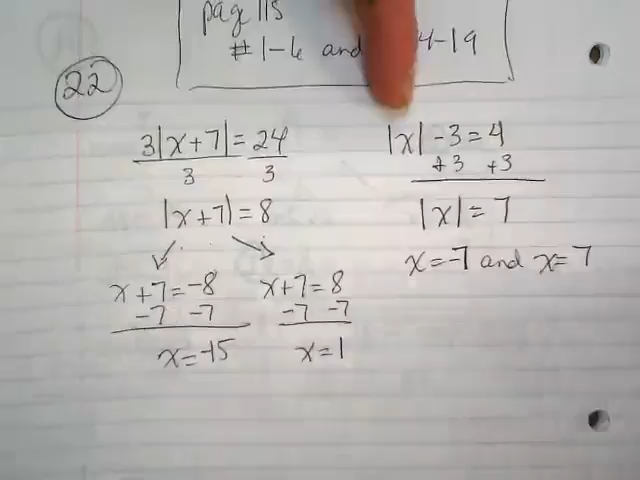 pag 115
# 1-6 and 4-19
22
3|x+7| = 24
3 3
|x+7| = 8
x+7=-8
-7 -7
x=-15
x+7=8
-7 -7
x=1
|x| -3=4
+3 +3
|x| = 7
x=-7 and x=7